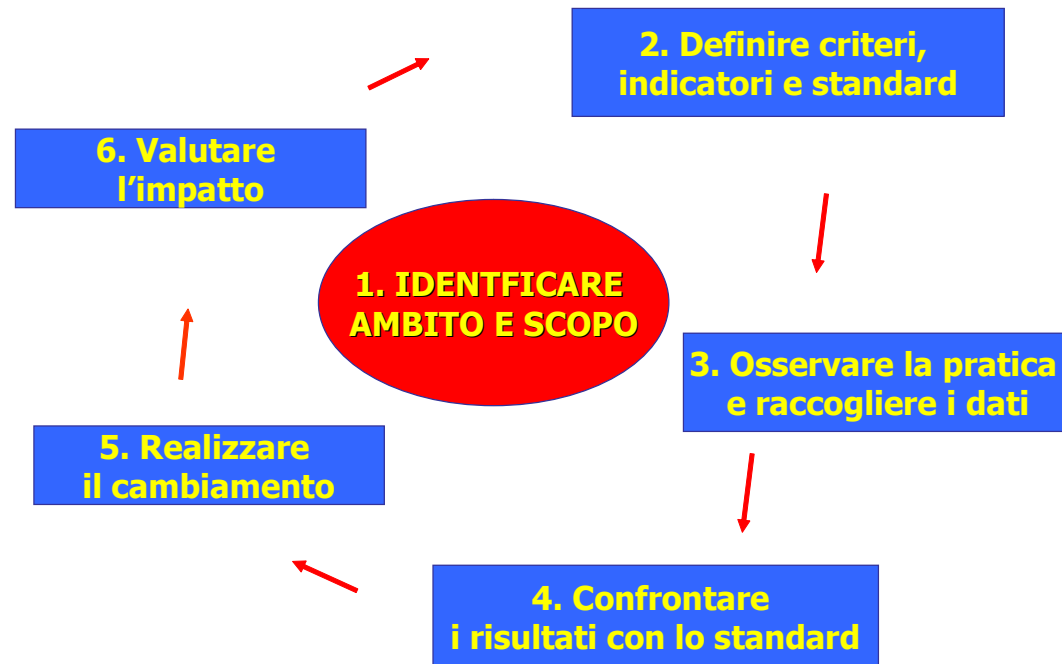 1. IDENTFICARE
AMBITO E SCOPO
2. Definire criteri,
indicatori e standard
3. Osservare la pratica
e raccogliere i dati
4. Confrontare
i risultati con lo standard
5. Realizzare
il cambiamento
6. Valutare
l'impatto